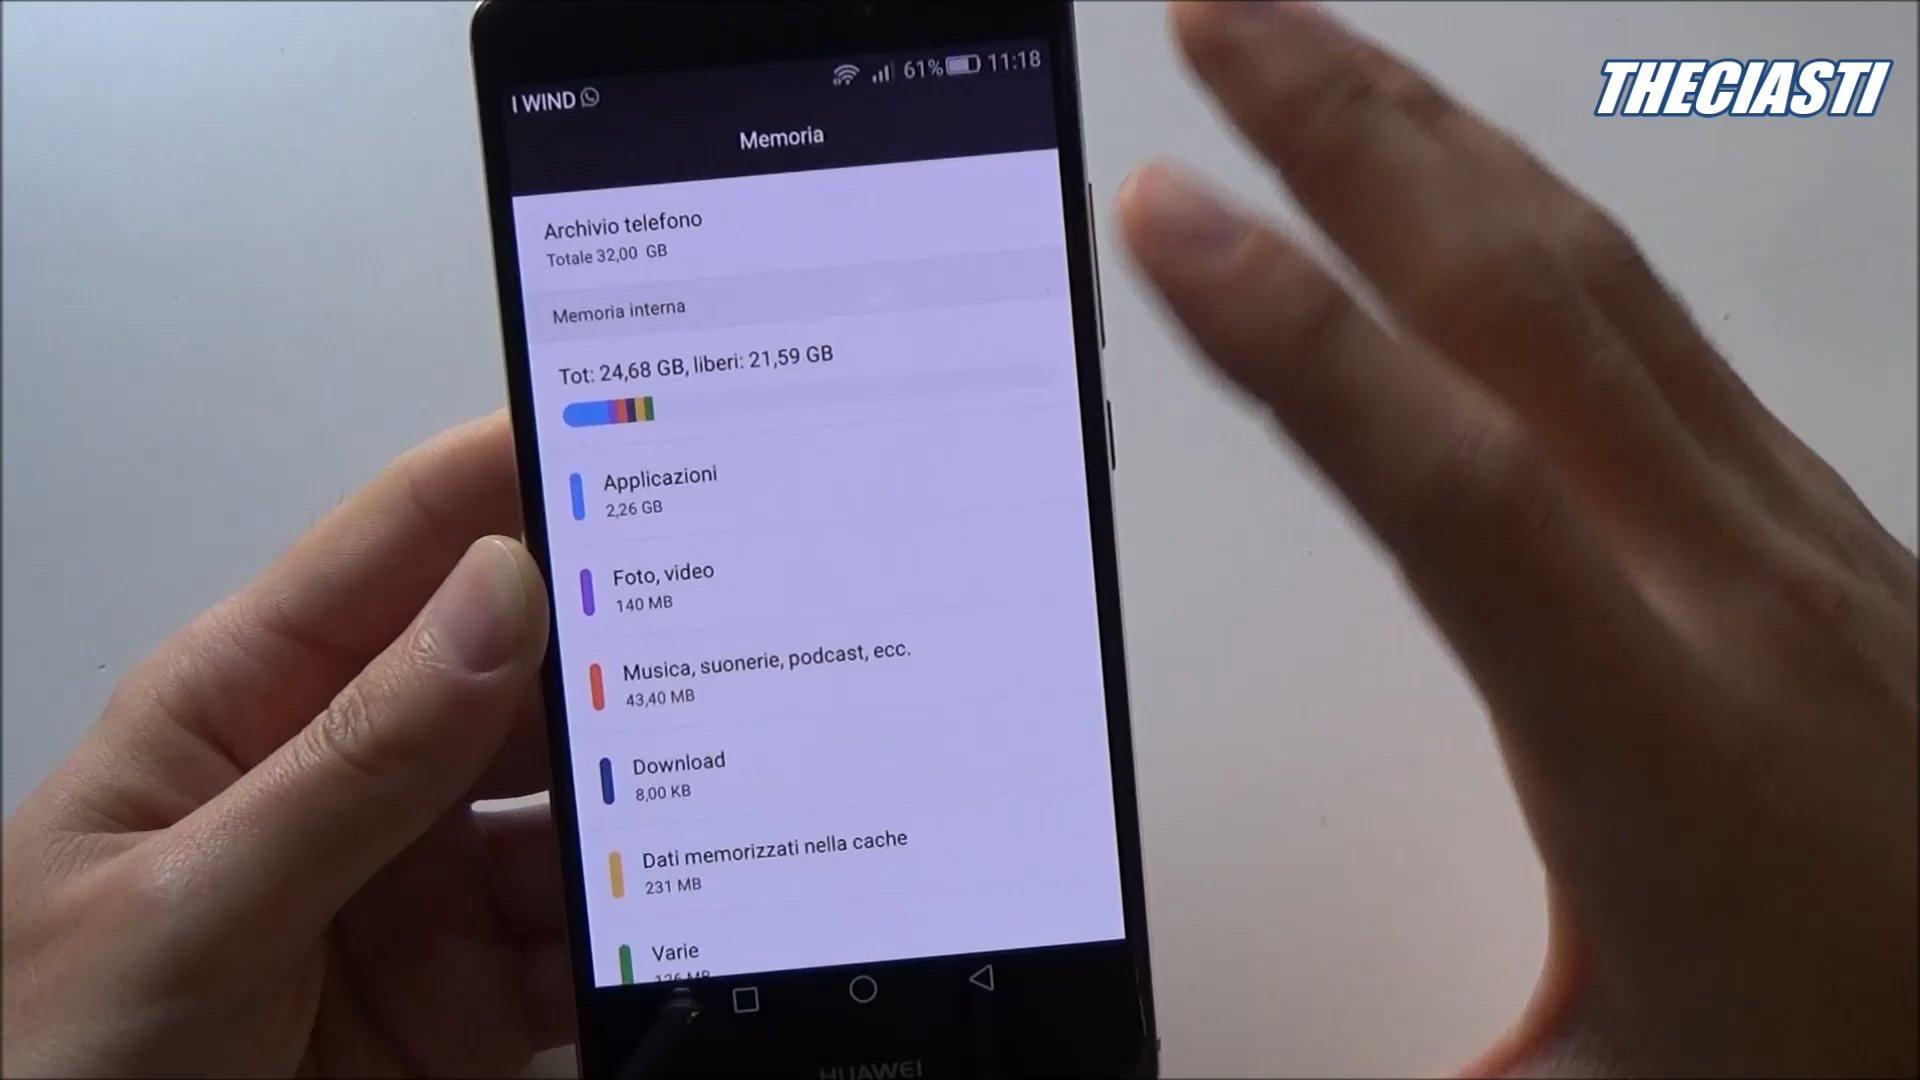 THECIASTI
I WIND 61% 11:18
Memoria
Archivio telefono
Totale 32,00 GB
Memoria interna
Tot: 24,68 GB, liberi: 21,59 GB
Applicazioni
2,26 GB
Foto, video
140 MB
Musica, suonerie, podcast, ecc.
43,40 MB
Download
8,00 KB
Dati memorizzati nella cache
231 MB
Varie
126 MB
HUAWEI